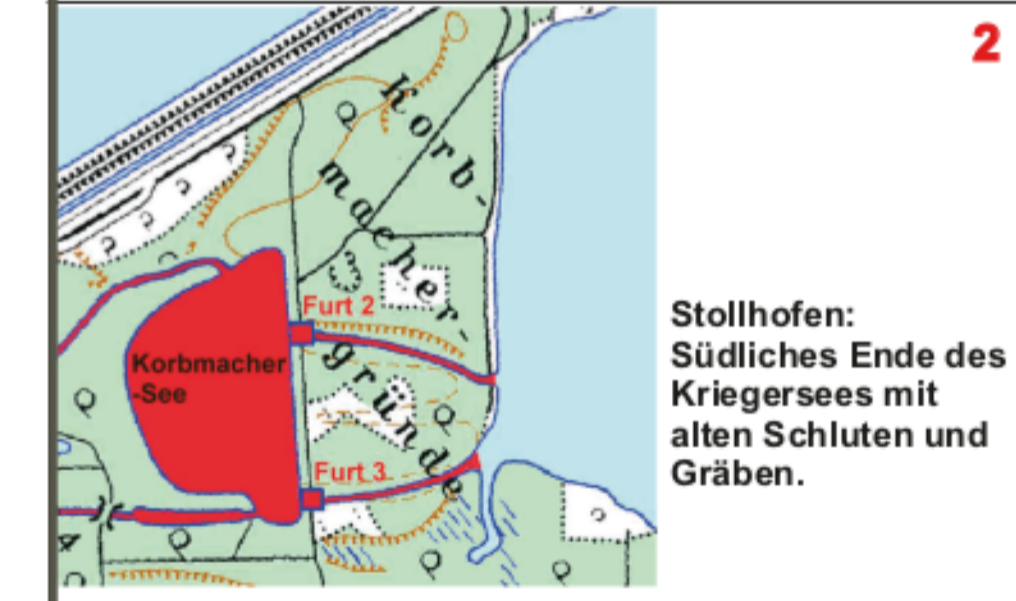 2
Korb-
macher-
gründe
Furt 2
Korbmacher
-See
Furt 3
Stollhofen:
Südliches Ende des
Kriegersees mit
alten Schluten und
Gräben.